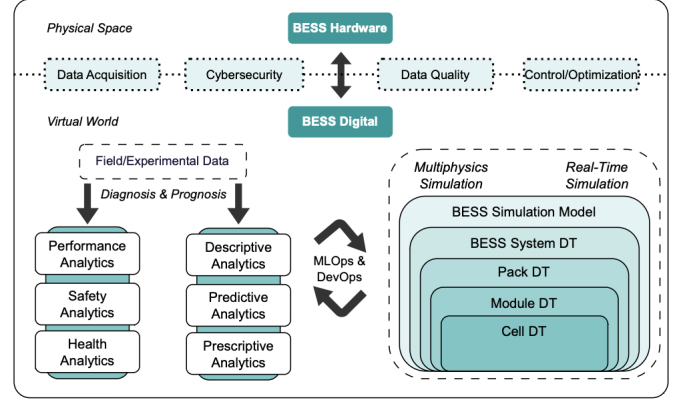 Physical Space
BESS Hardware
Data Acquisition
Cybersecurity
Data Quality
Control/Optimization
BESS Digital
Virtual World
Field/Experimental Data
Diagnosis & Prognosis
Performance
Analytics
Safety
Analytics
Health
Analytics
Descriptive
Analytics
Predictive
Analytics
Prescriptive
Analytics
MLOps &
DevOps
Multiphysics
Simulation
Real-Time
Simulation
BESS Simulation Model
BESS System DT
Pack DT
Module DT
Cell DT